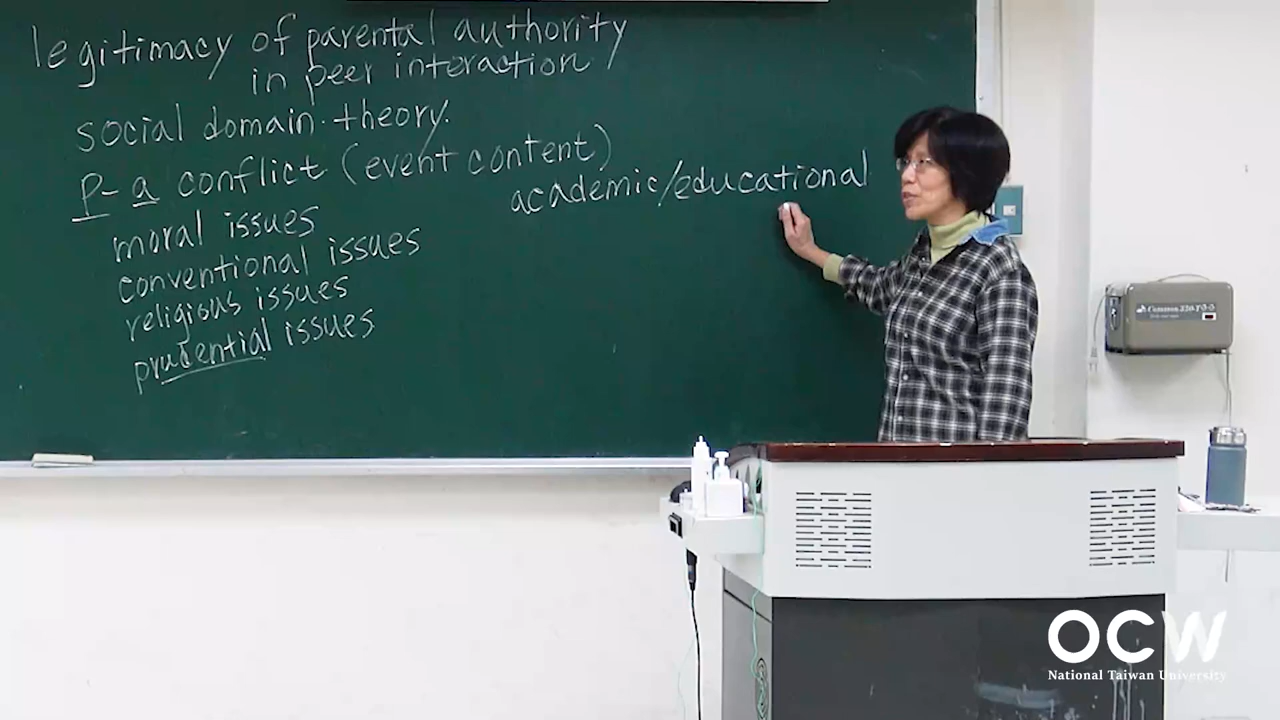 legitimacy of parental authority
in peer interaction
social domain theory.
P-a conflict (event content)
academic/educational
moral issues
conventional issues
religious issues
prudential issues
OCW
National Taiwan University